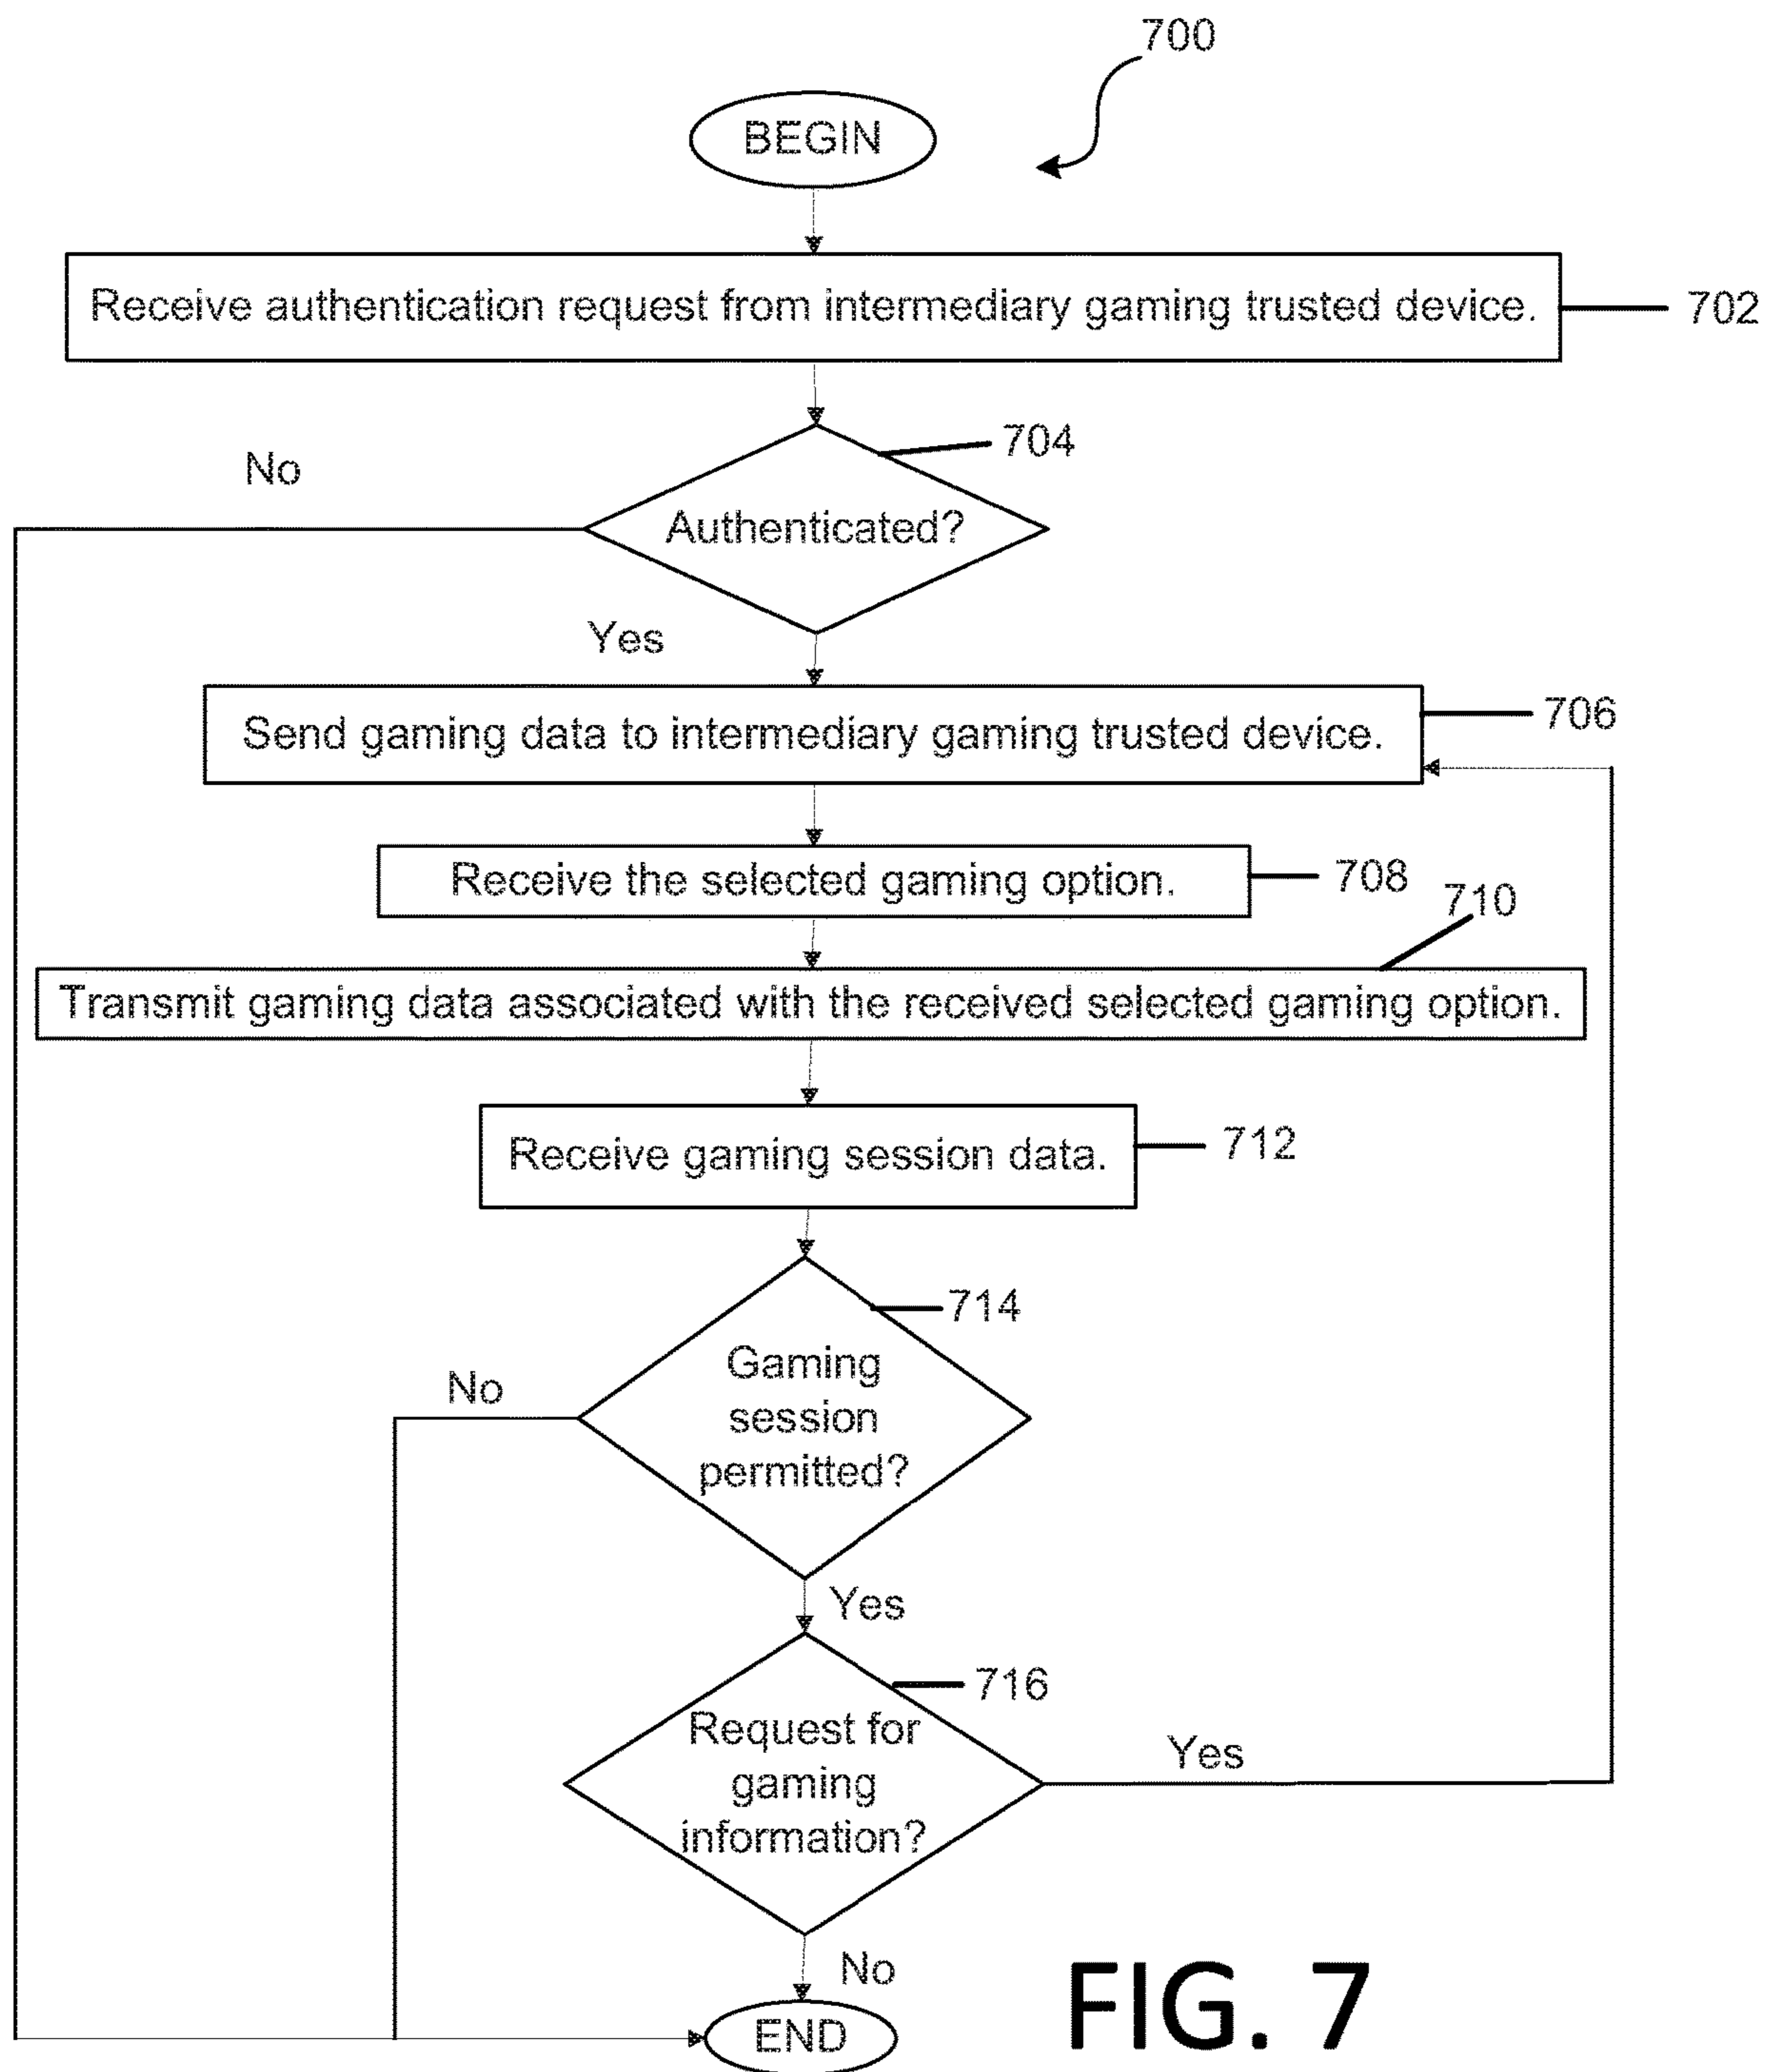 700
BEGIN
Receive authentication request from intermediary gaming trusted device.
702
704
No
Authenticated?
Yes
Send gaming data to intermediary gaming trusted device.
706
Receive the selected gaming option.
708
710
Transmit gaming data associated with the received selected gaming option.
Receive gaming session data.
712
714
Gaming
session
permitted?
No
Yes
716
Request for
gaming
information?
Yes
No
END
FIG. 7